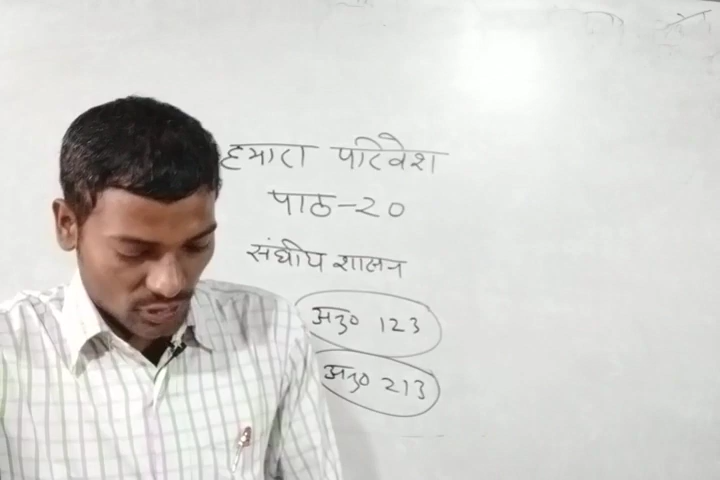 हमारा परिवेश
पाठ-20
संघीय शासन
अनु० 123
अनु० 213